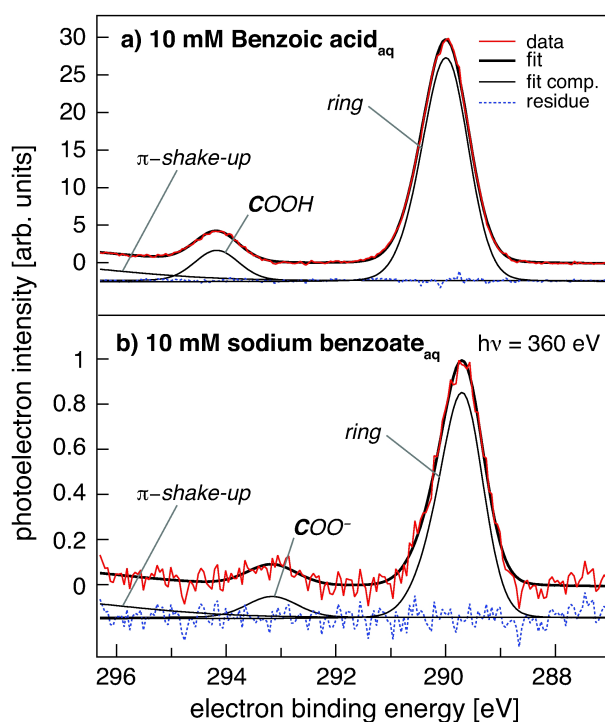 photoelectron intensity [arb. units]
a) 10 mM Benzoic acidaq
data
fit
fit comp.
residue
30
25
20
15
10
5
0
ring
π-shake-up
COOH
b) 10 mM sodium benzoateaq
hν = 360 eV
1
0.8
0.6
0.4
0.2
0
ring
π-shake-up
COO⁻
296
294
292
290
288
electron binding energy [eV]